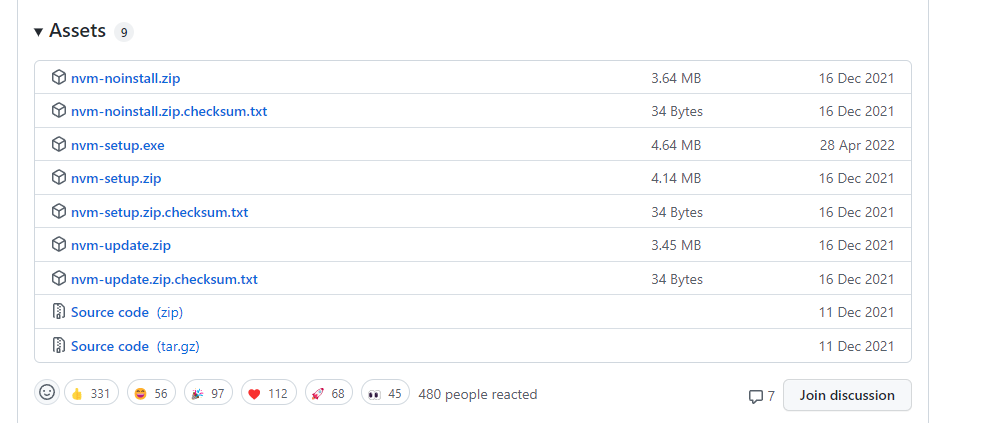 Assets 9
nvm-noinstall.zip 3.64 MB 16 Dec 2021
nvm-noinstall.zip.checksum.txt 34 Bytes 16 Dec 2021
nvm-setup.exe 4.64 MB 28 Apr 2022
nvm-setup.zip 4.14 MB 16 Dec 2021
nvm-setup.zip.checksum.txt 34 Bytes 16 Dec 2021
nvm-update.zip 3.45 MB 16 Dec 2021
nvm-update.zip.checksum.txt 34 Bytes 16 Dec 2021
Source code (zip) 11 Dec 2021
Source code (tar.gz) 11 Dec 2021
331 56 97 112 68 45 480 people reacted 7 Join discussion